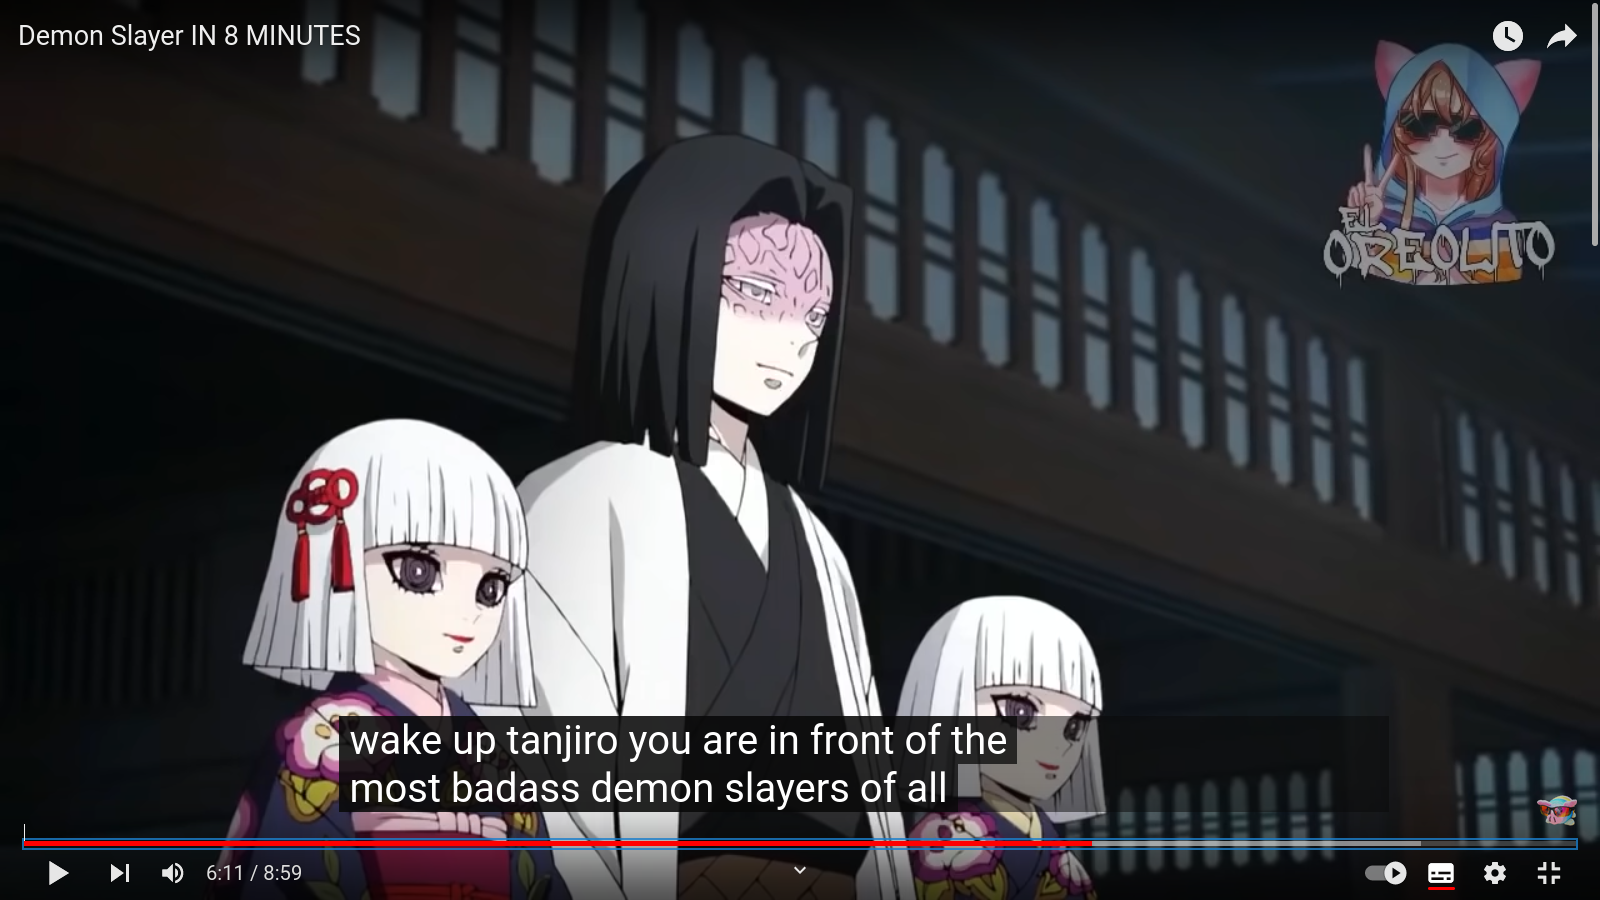 Demon Slayer IN 8 MINUTES
EL
OREOLITO
wake up tanjiro you are in front of the
most badass demon slayers of all
6:11 / 8:59